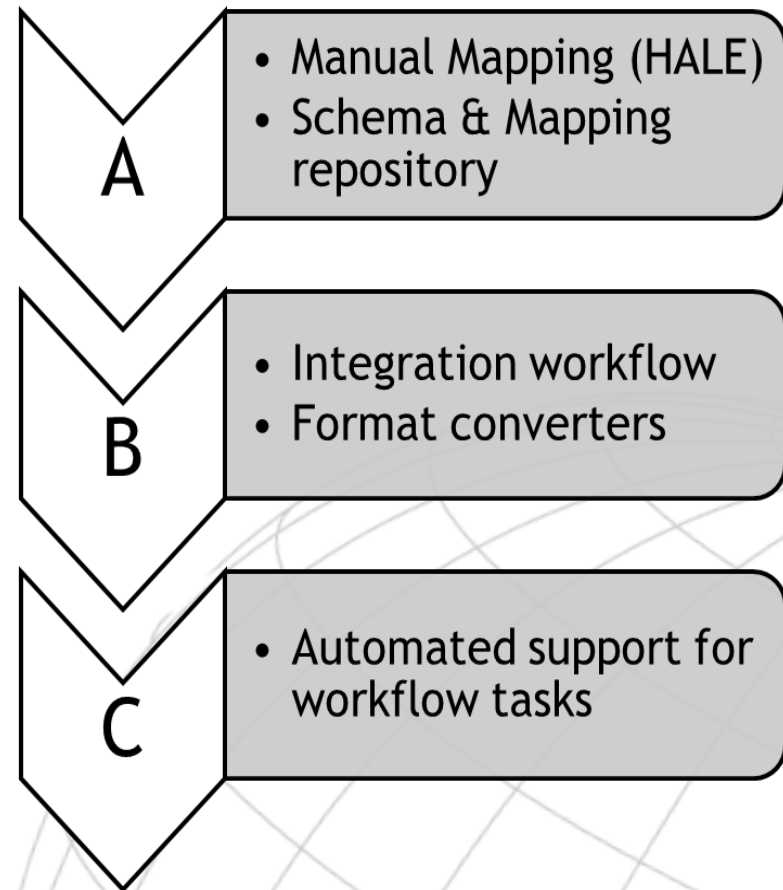 A
• Manual Mapping (HALE)
• Schema & Mapping
repository
B
• Integration workflow
• Format converters
C
• Automated support for
workflow tasks